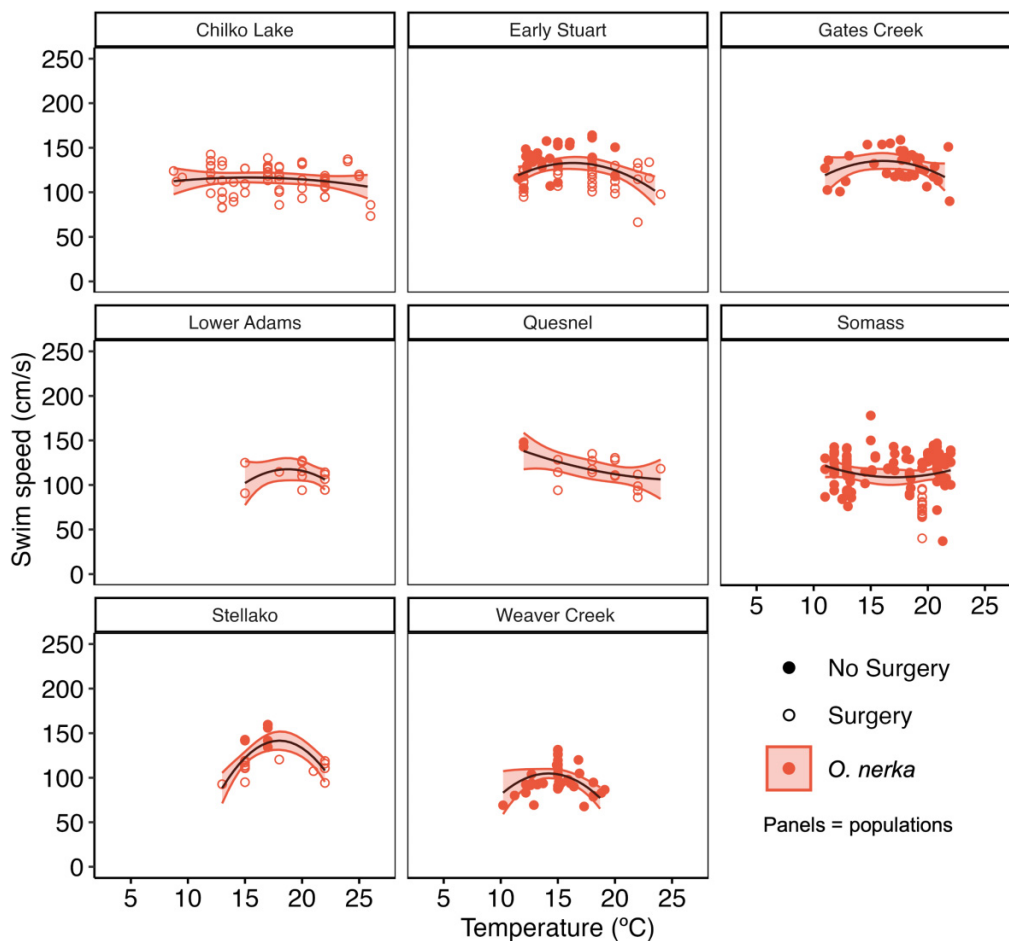 Chilko Lake
Early Stuart
Gates Creek
250
200
150
100
50
0
Lower Adams
Quesnel
Somass
Swim speed (cm/s)
250
200
150
100
50
0
5 10 15 20 25
Stellako
Weaver Creek
250
200
150
100
50
0
No Surgery
Surgery
O. nerka
Panels = populations
5 10 15 20 25
5 10 15 20 25
Temperature (ºC)